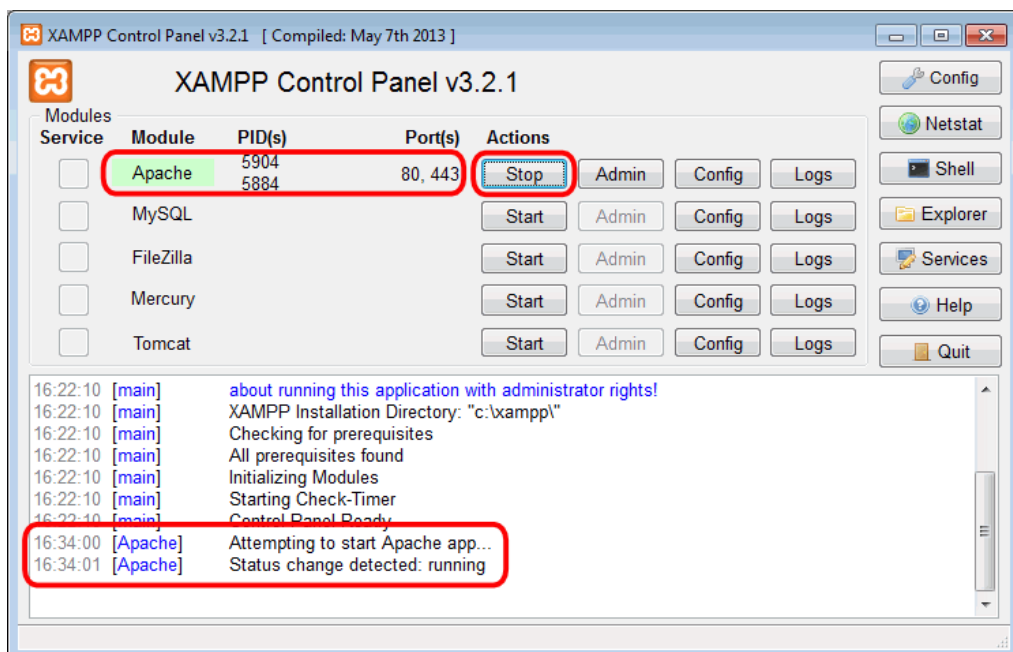 XAMPP Control Panel v3.2.1 [ Compiled: May 7th 2013 ]
XAMPP Control Panel v3.2.1
Config
Modules
Service Module PID(s) Port(s) Actions
Netstat
Apache 5904 80, 443 Stop Admin Config Logs
5884
Shell
MySQL Start Admin Config Logs
Explorer
FileZilla Start Admin Config Logs
Services
Mercury Start Admin Config Logs
Help
Tomcat Start Admin Config Logs
Quit
16:22:10 [main] about running this application with administrator rights!
16:22:10 [main] XAMPP Installation Directory: "c:\xampp\"
16:22:10 [main] Checking for prerequisites
16:22:10 [main] All prerequisites found
16:22:10 [main] Initializing Modules
16:22:10 [main] Starting Check-Timer
16:22:10 [main] Control Panel Ready
16:34:00 [Apache] Attempting to start Apache app...
16:34:01 [Apache] Status change detected: running